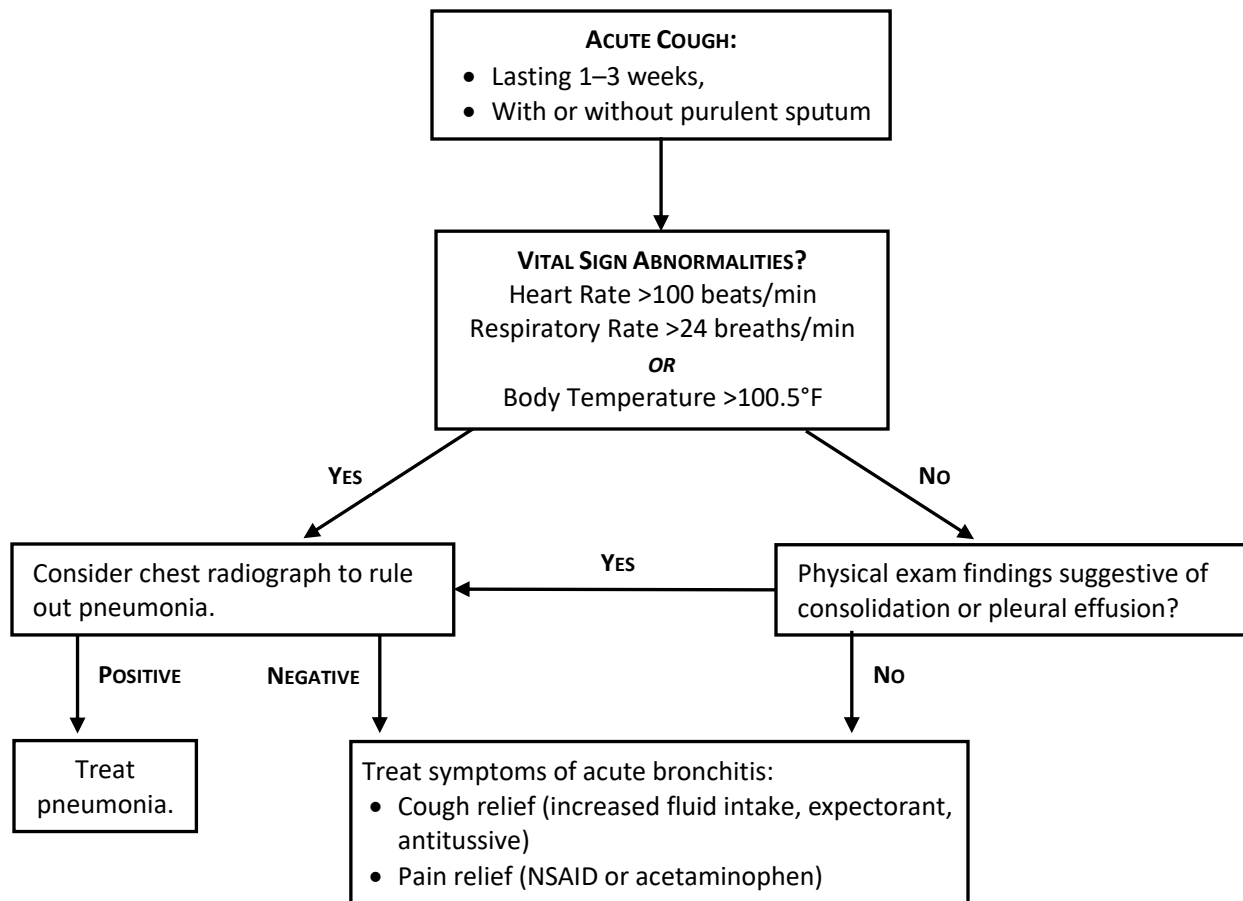 ACUTE COUGH:
• Lasting 1–3 weeks,
• With or without purulent sputum
VITAL SIGN ABNORMALITIES?
Heart Rate >100 beats/min
Respiratory Rate >24 breaths/min
OR
Body Temperature >100.5°F
YES
NO
Consider chest radiograph to rule
out pneumonia.
YES
Physical exam findings suggestive of
consolidation or pleural effusion?
POSITIVE
NEGATIVE
NO
Treat
pneumonia.
Treat symptoms of acute bronchitis:
• Cough relief (increased fluid intake, expectorant,
antitussive)
• Pain relief (NSAID or acetaminophen)